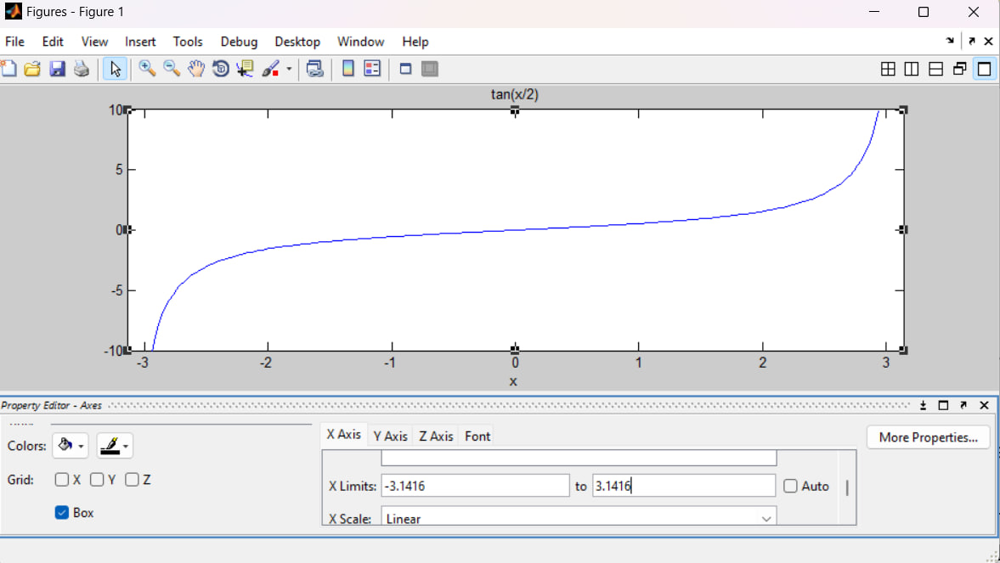 Figures - Figure 1
File Edit View Insert Tools Debug Desktop Window Help
tan(x/2)
10
5
0
-5
-10
-3 -2 -1 0 1 2 3
x
Property Editor - Axes
Colors:
Grid: X Y Z
Box
X Axis Y Axis Z Axis Font
X Limits: -3.1416 to 3.1416 Auto
X Scale: Linear
More Properties...